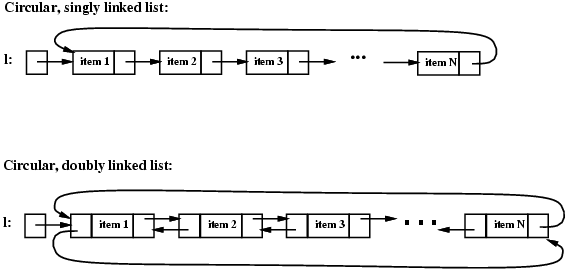 Circular, singly linked list:
l: item 1 item 2 item 3 ... item N
Circular, doubly linked list:
l: item 1 item 2 item 3 . . . item N